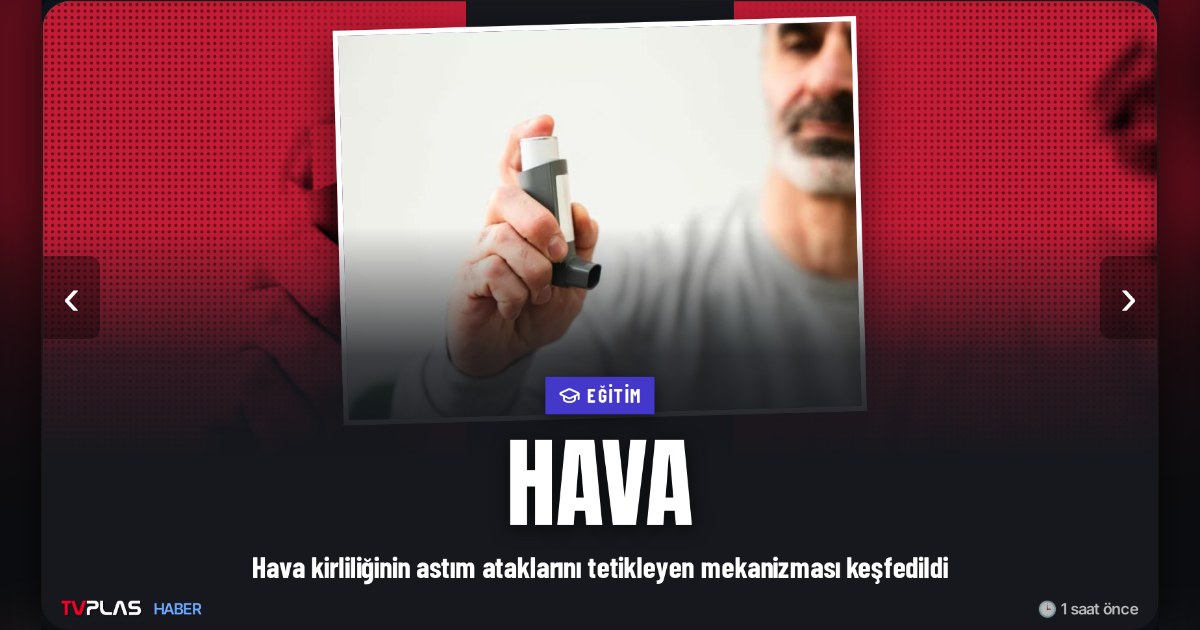 EĞİTİM
HAVA
Hava kirliliğinin astım ataklarını tetikleyen mekanizması keşfedildi
TVPLAS HABER
1 saat önce